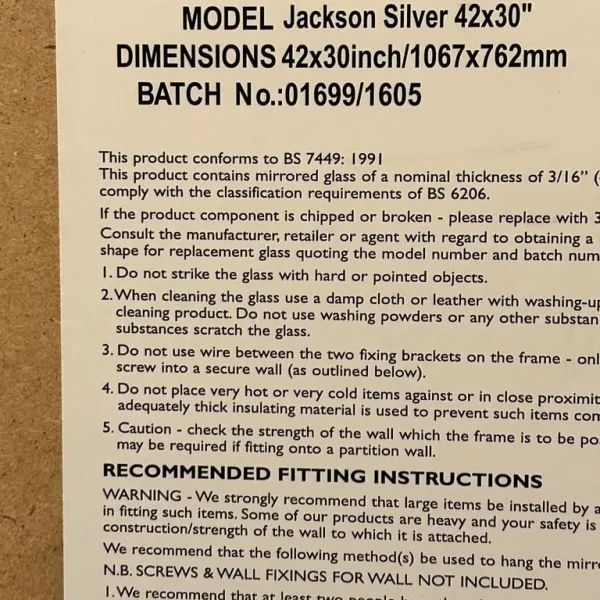 MODEL Jackson Silver 42x30"
DIMENSIONS 42x30inch/1067x762mm
BATCH No.:01699/1605
This product conforms to BS 7449: 1991
This product contains mirrored glass of a nominal thickness of 3/16" (
comply with the classification requirements of BS 6206.
If the product component is chipped or broken - please replace with 3
Consult the manufacturer, retailer or agent with regard to obtaining a
shape for replacement glass quoting the model number and batch num
1. Do not strike the glass with hard or pointed objects.
2. When cleaning the glass use a damp cloth or leather with washing-up
cleaning product. Do not use washing powders or any other substan
substances scratch the glass.
3. Do not use wire between the two fixing brackets on the frame - onl
screw into a secure wall (as outlined below).
4. Do not place very hot or very cold items against or in close proximit
adequately thick insulating material is used to prevent such items com
5. Caution - check the strength of the wall which the frame is to be po
may be required if fitting onto a partition wall.
RECOMMENDED FITTING INSTRUCTIONS
WARNING - We strongly recommend that large items be installed by a
in fitting such items. Some of our products are heavy and your safety is
construction/strength of the wall to which it is attached.
We recommend that the following method(s) be used to hang the mirr
N.B. SCREWS & WALL FIXINGS FOR WALL NOT INCLUDED.
1. We recommend that at least two people